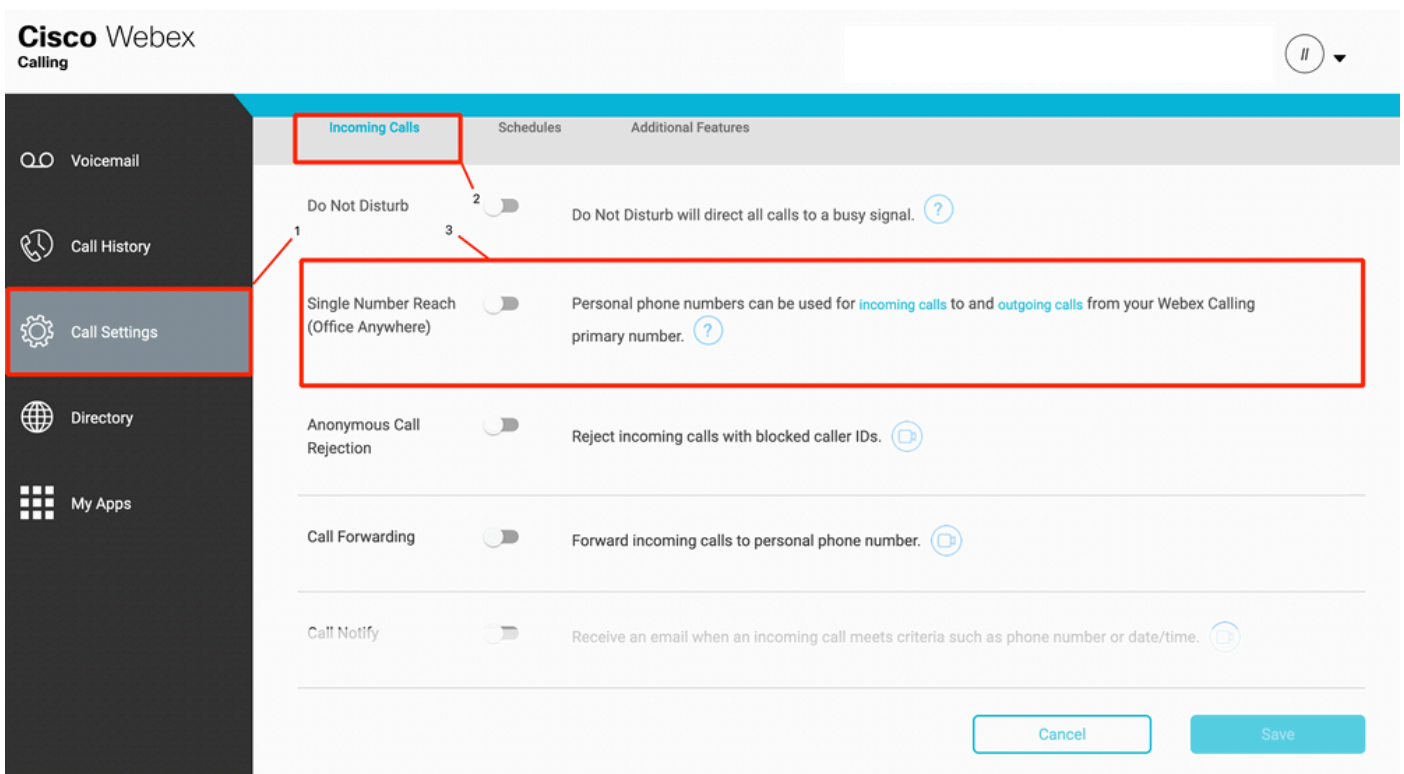 Cisco Webex
Calling
//
Incoming Calls
Schedules
Additional Features
Voicemail
Call History
Call Settings
Directory
My Apps
1
2
3
Do Not Disturb
Do Not Disturb will direct all calls to a busy signal. ?
Single Number Reach
(Office Anywhere)
Personal phone numbers can be used for incoming calls to and outgoing calls from your Webex Calling
primary number. ?
Anonymous Call
Rejection
Reject incoming calls with blocked caller IDs.
Call Forwarding
Forward incoming calls to personal phone number.
Call Notify
Receive an email when an incoming call meets criteria such as phone number or date/time.
Cancel
Save